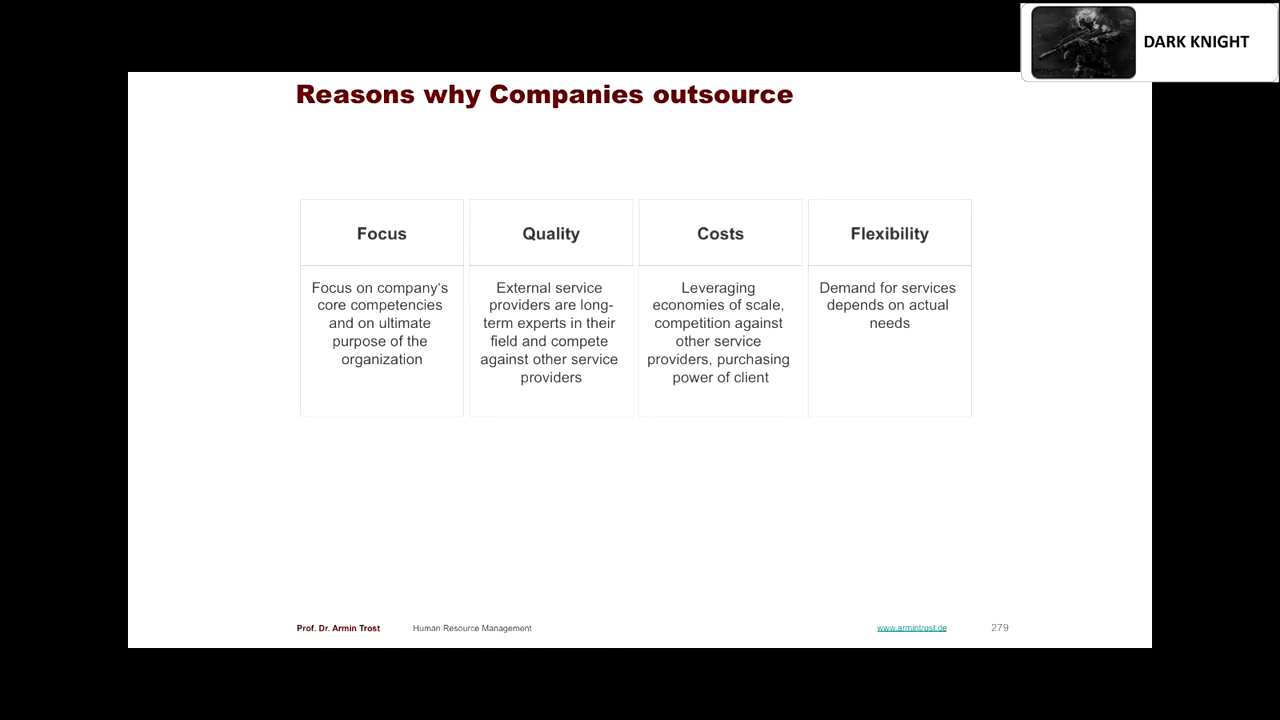 DARK KNIGHT
Reasons why Companies outsource
Focus
Focus on company's
core competencies
and on ultimate
purpose of the
organization
Quality
External service
providers are long-
term experts in their
field and compete
against other service
providers
Costs
Leveraging
economies of scale,
competition against
other service
providers, purchasing
power of client
Flexibility
Demand for services
depends on actual
needs
Prof. Dr. Armin Trost
Human Resource Management
www.armintrost.de
279